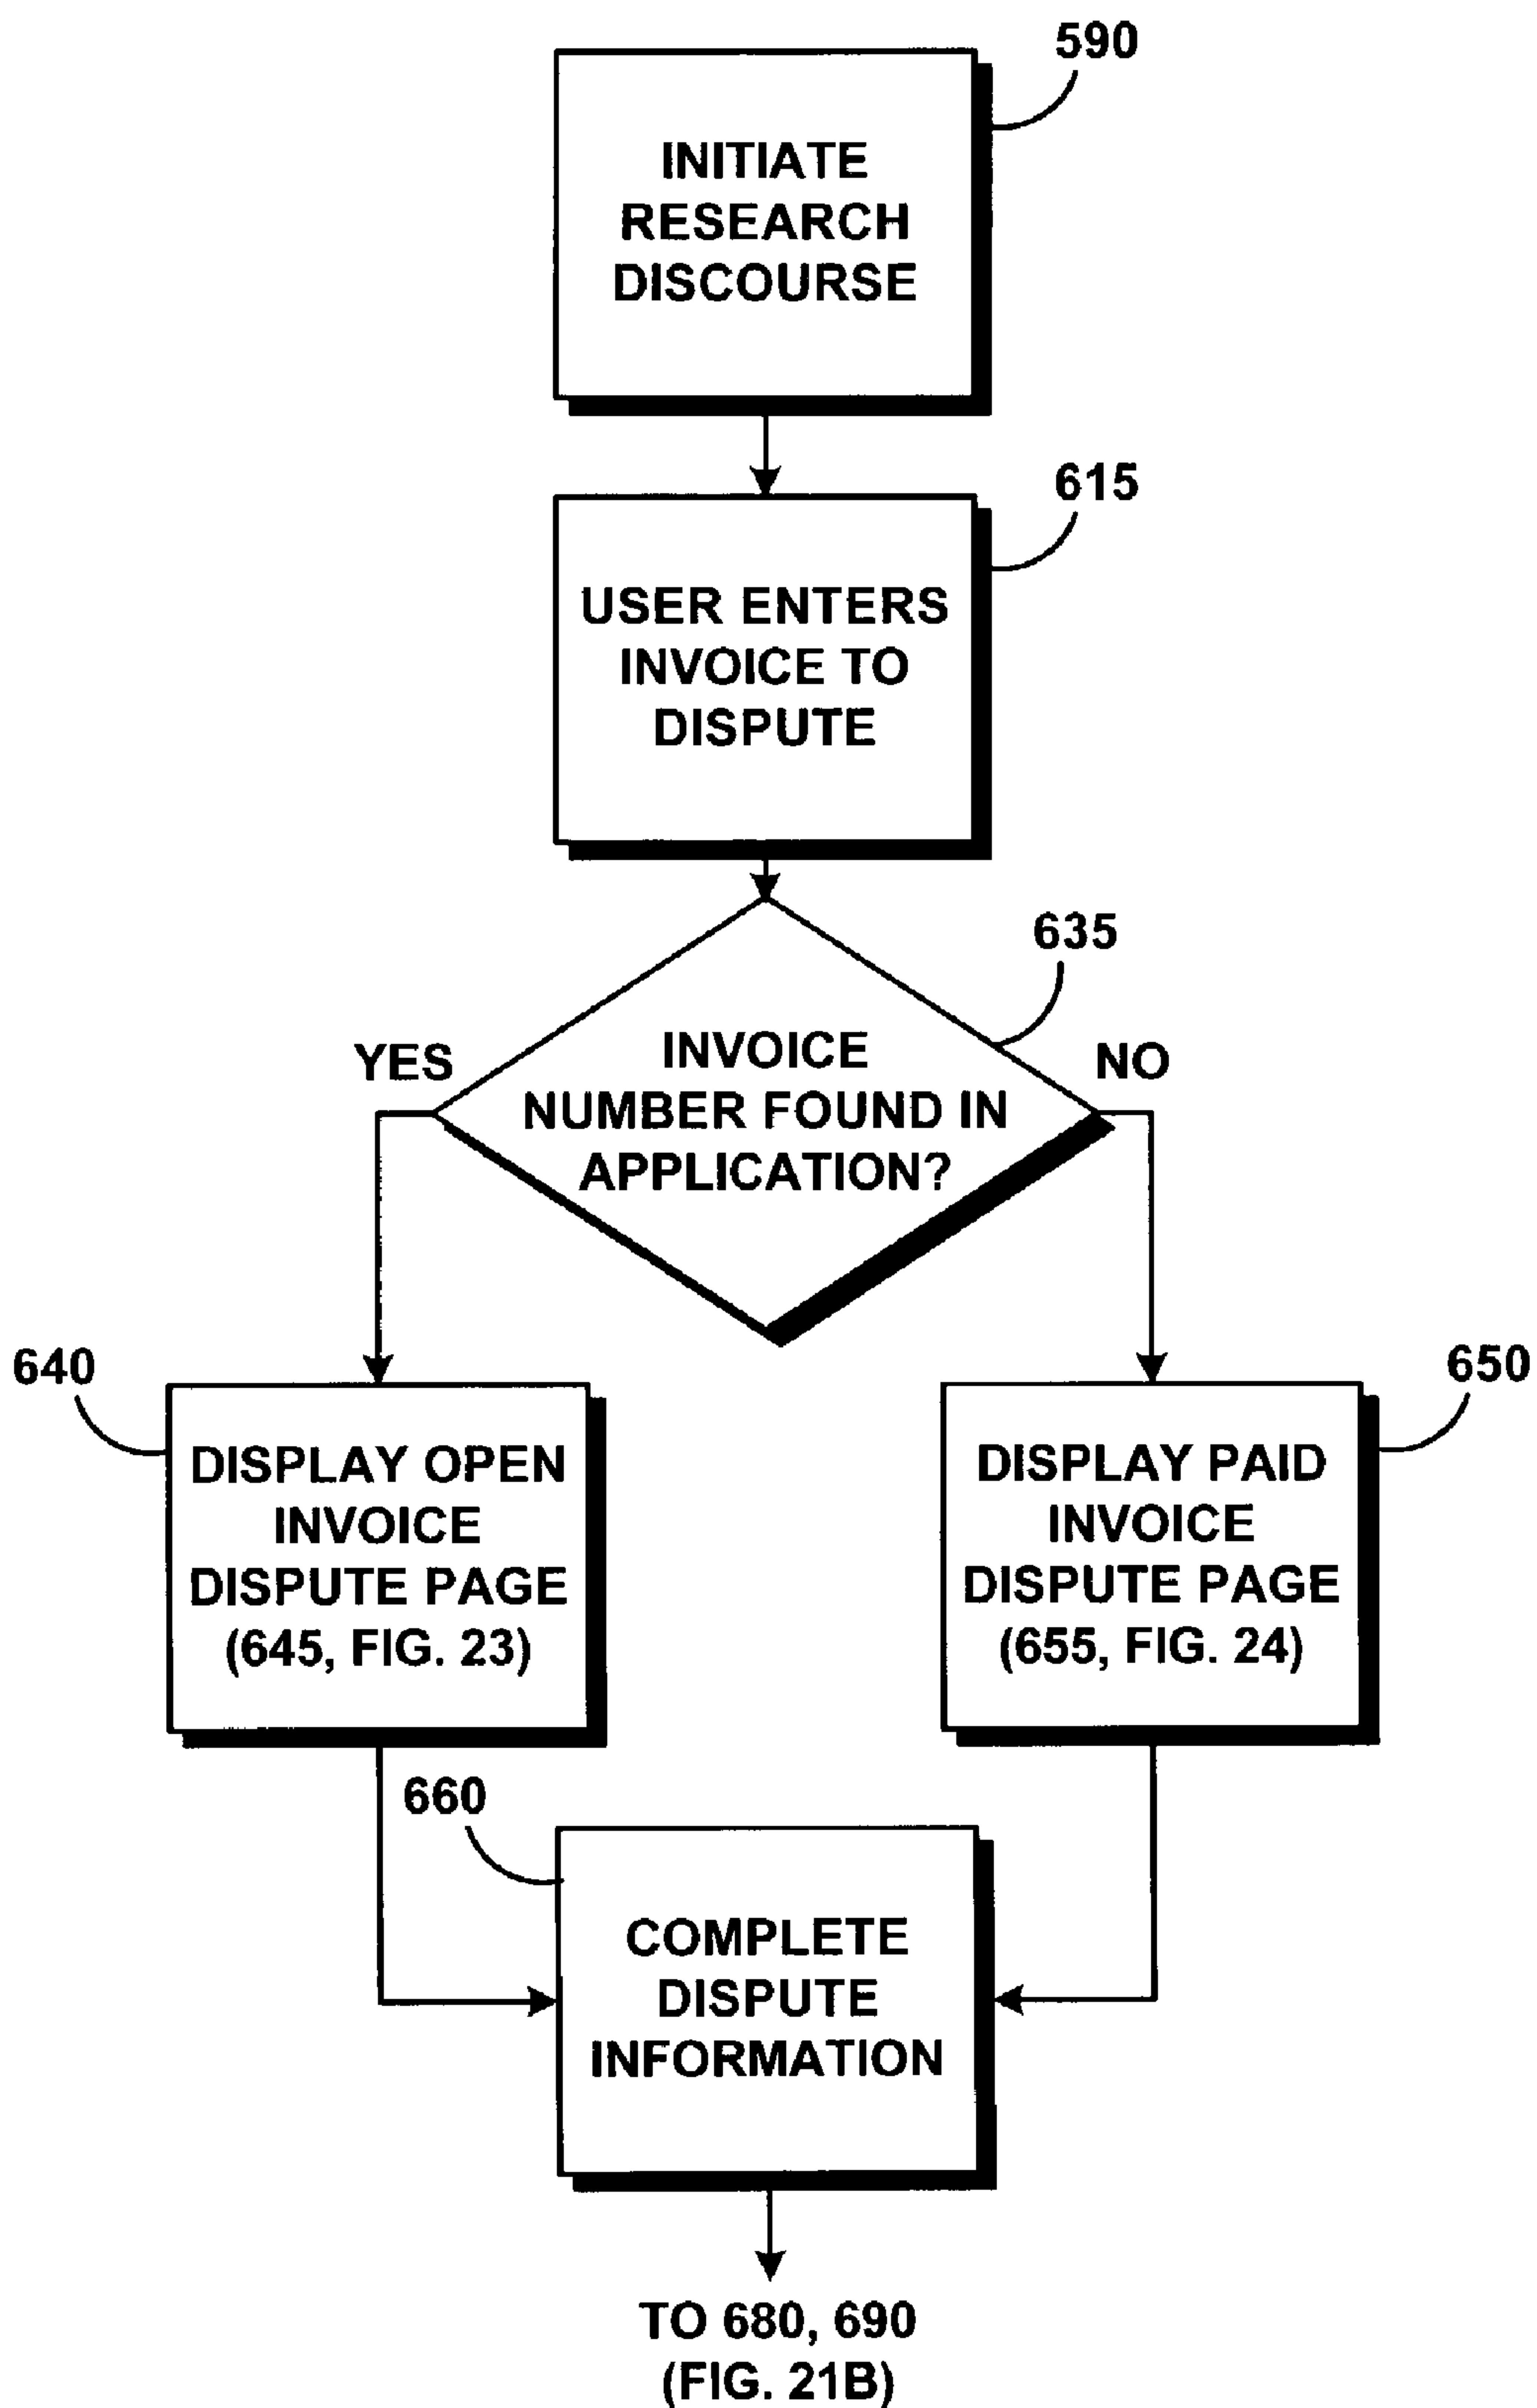 590
INITIATE
RESEARCH
DISCOURSE
615
USER ENTERS
INVOICE TO
DISPUTE
635
YES
INVOICE
NUMBER FOUND IN
APPLICATION?
NO
640
DISPLAY OPEN
INVOICE
DISPUTE PAGE
(645, FIG. 23)
650
DISPLAY PAID
INVOICE
DISPUTE PAGE
(655, FIG. 24)
660
COMPLETE
DISPUTE
INFORMATION
TO 680, 690
(FIG. 21B)